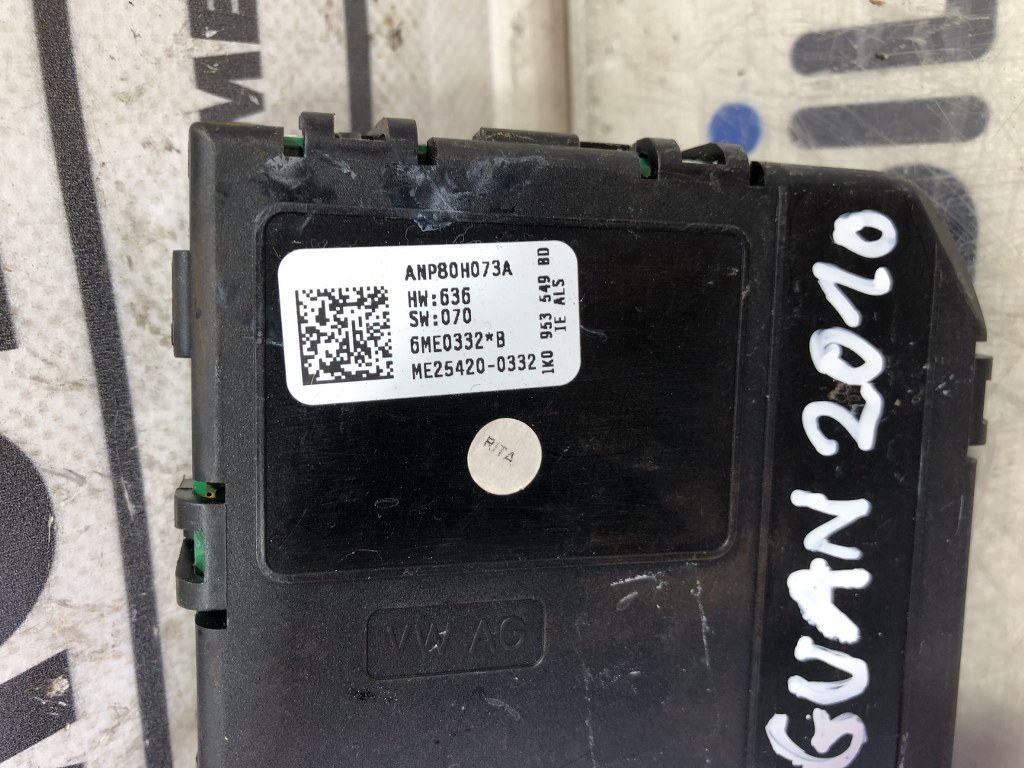 ANP80H073A
HW:636
SW:070
6ME0332*B
ME25420-0332
1K0 953 549 BD
IE ALS
RITA
VW AG
GUAN 2010
ME